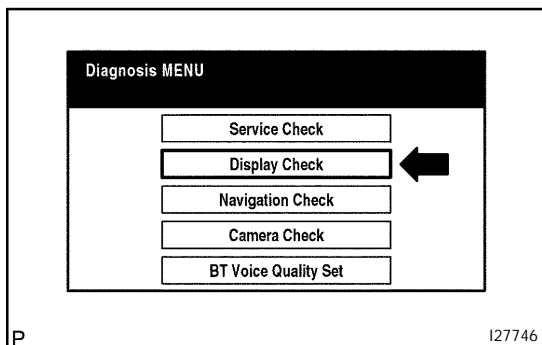 Diagnosis MENU
Service Check
Display Check
Navigation Check
Camera Check
BT Voice Quality Set
P
I27746